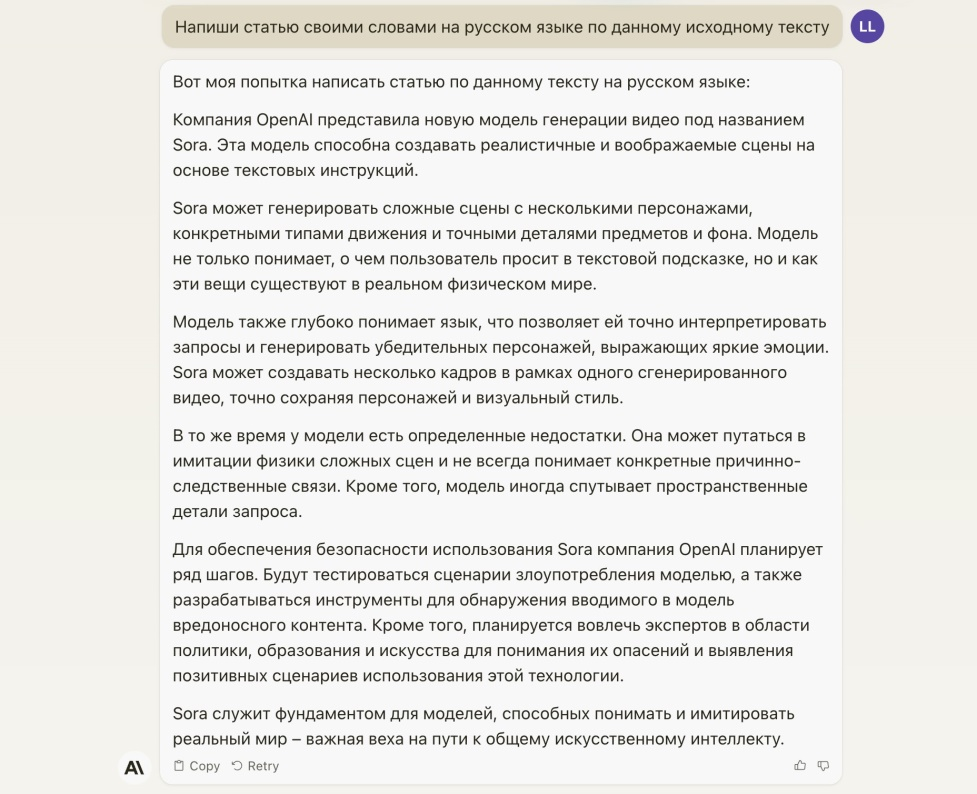 Напиши статью своими словами на русском языке по данному исходному тексту
LL
Вот моя попытка написать статью по данному тексту на русском языке:
Компания OpenAI представила новую модель генерации видео под названием
Sora. Эта модель способна создавать реалистичные и воображаемые сцены на
основе текстовых инструкций.
Sora может генерировать сложные сцены с несколькими персонажами,
конкретными типами движения и точными деталями предметов и фона. Модель
не только понимает, о чем пользователь просит в текстовой подсказке, но и как
эти вещи существуют в реальном физическом мире.
Модель также глубоко понимает язык, что позволяет ей точно интерпретировать
запросы и генерировать убедительных персонажей, выражающих яркие эмоции.
Sora может создавать несколько кадров в рамках одного сгенерированного
видео, точно сохраняя персонажей и визуальный стиль.
В то же время у модели есть определенные недостатки. Она может путаться в
имитации физики сложных сцен и не всегда понимает конкретные причинно-
следственные связи. Кроме того, модель иногда спутывает пространственные
детали запроса.
Для обеспечения безопасности использования Sora компания OpenAI планирует
ряд шагов. Будут тестироваться сценарии злоупотребления моделью, а также
разрабатываться инструменты для обнаружения вводимого в модель
вредоносного контента. Кроме того, планируется вовлечь экспертов в области
политики, образования и искусства для понимания их опасений и выявления
позитивных сценариев использования этой технологии.
Sora служит фундаментом для моделей, способных понимать и имитировать
реальный мир – важная веха на пути к общему искусственному интеллекту.
A\
Copy Retry